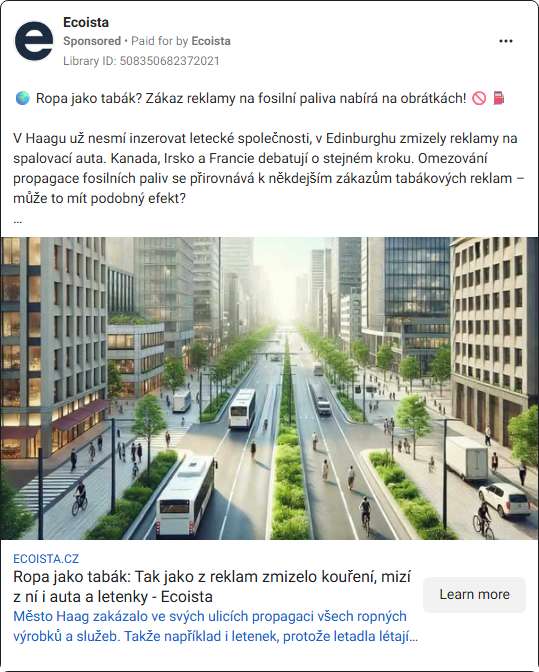 Ecoista
Sponsored • Paid for by Ecoista
Library ID: 508350682372021
🌍 Ropa jako tabák? Zákaz reklamy na fosilní paliva nabírá na obrátkách! 🚫 ⛽
V Haagu už nesmí inzerovat letecké společnosti, v Edinburghu zmizely reklamy na
spalovací auta. Kanada, Irsko a Francie debatují o stejném kroku. Omezování
propagace fosilních paliv se přirovnává k někdejším zákazům tabákových reklam –
může to mít podobný efekt?
...
ECOISTA.CZ
Ropa jako tabák: Tak jako z reklam zmizelo kouření, mizí
z ní i auta a letenky - Ecoista
Město Haag zakázalo ve svých ulicích propagaci všech ropných
výrobků a služeb. Takže například i letenek, protože letadla létají…
Learn more